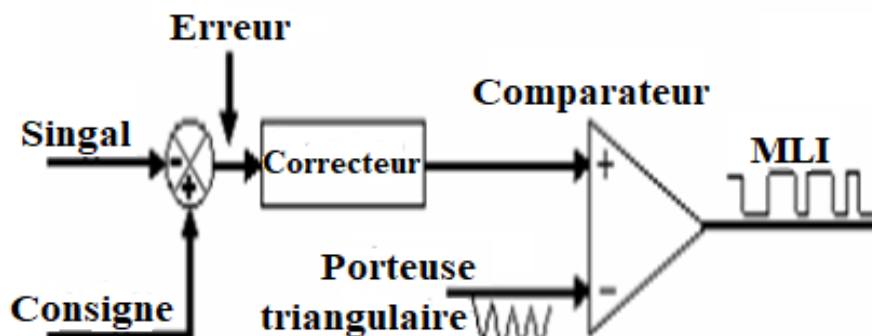 Erreur
Comparateur
Singal
Correcteur
MLI
-
+
+
-
Porteuse
triangulaire
Consigne